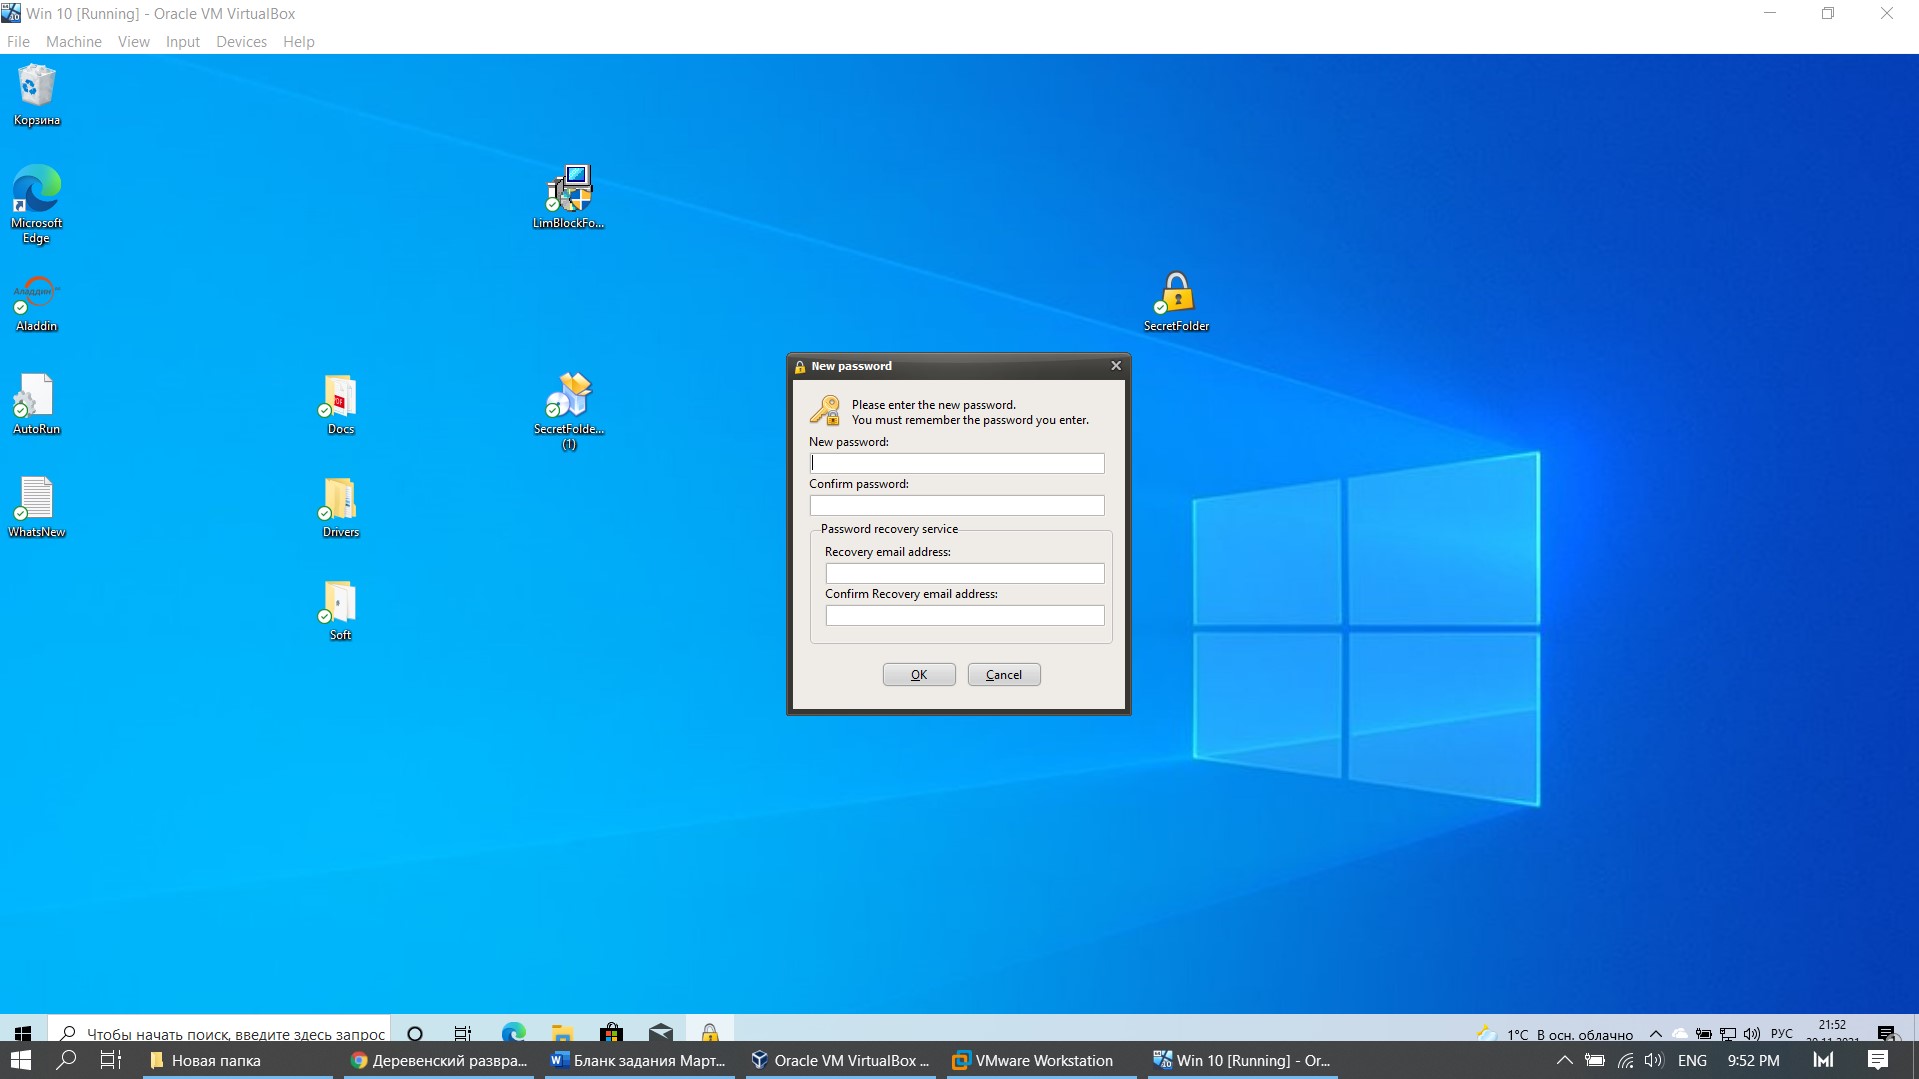 Win 10 [Running] - Oracle VM VirtualBox
File Machine View Input Devices Help
Корзина
Microsoft
Edge
LimBlockFo...
Аладдин
Aladdin
SecretFolder
AutoRun
Docs
SecretFolde...
(1)
WhatsNew
Drivers
Soft
New password
Please enter the new password.
You must remember the password you enter.
New password:
Confirm password:
Password recovery service
Recovery email address:
Confirm Recovery email address:
OK Cancel
Чтобы начать поиск, введите здесь запрос
1°C В осн. облачно
РУС
21:52
Новая папка
Деревенский развра...
Бланк задания Март...
Oracle VM VirtualBox ...
VMware Workstation
Win 10 [Running] - Or...
ENG
9:52 PM